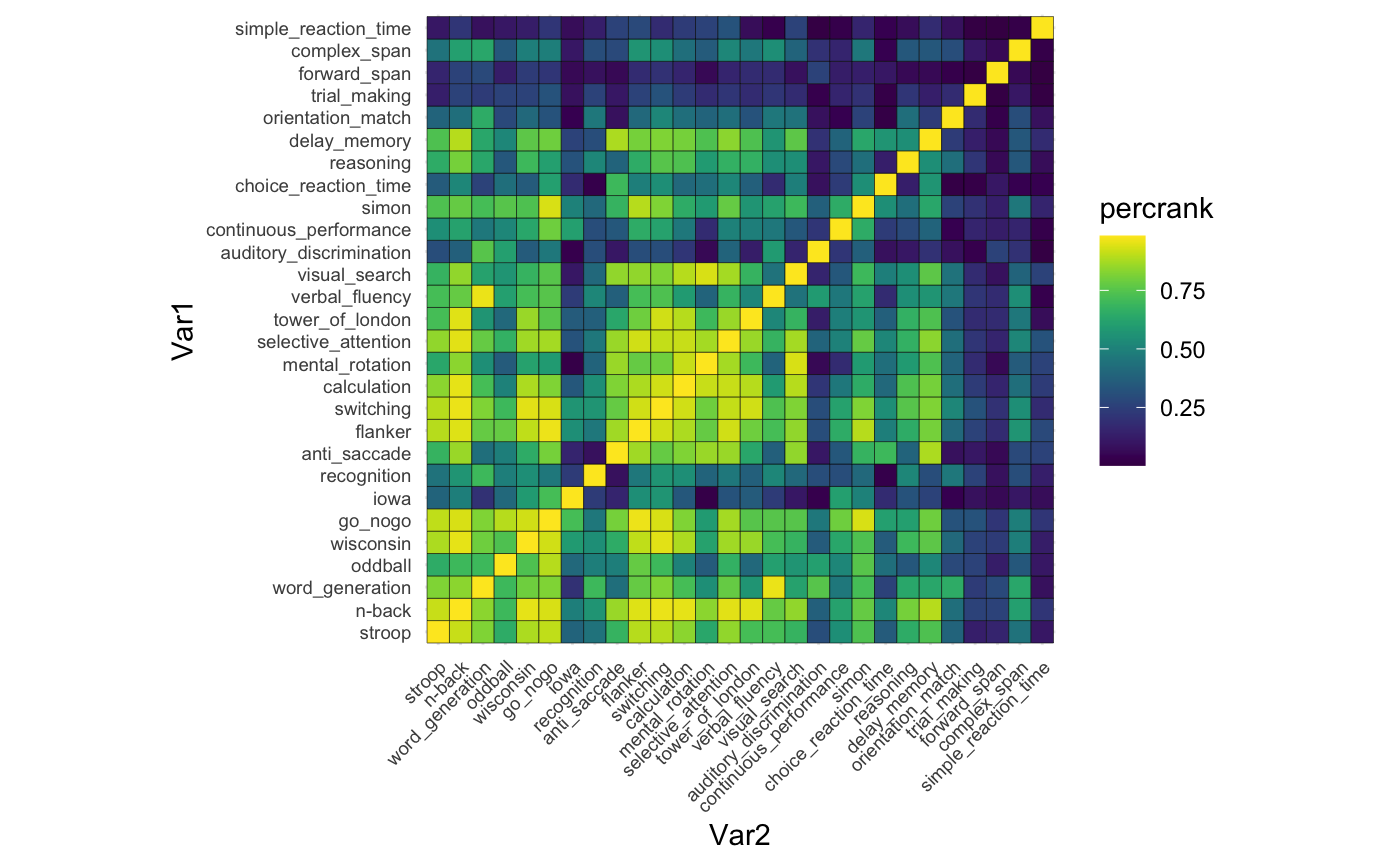 simple_reaction_time
complex_span
forward_span
trial_making
orientation_match
delay_memory
reasoning
choice_reaction_time
simon
continuous_performance
auditory_discrimination
visual_search
verbal_fluency
tower_of_london
selective_attention
mental_rotation
calculation
switching
flanker
anti_saccade
recognition
iowa
go_nogo
wisconsin
oddball
word_generation
n-back
stroop
Var1
stroop
n-back
word_generation
oddball
wisconsin
go_nogo
iowa
recognition
anti_saccade
flanker
switching
calculation
mental_rotation
selective_attention
tower_of_london
verbal_fluency
visual_search
auditory_discrimination
continuous_performance
simon
choice_reaction_time
reasoning
delay_memory
orientation_match
trial_making
forward_span
complex_span
simple_reaction_time
Var2
percrank
0.75
0.50
0.25